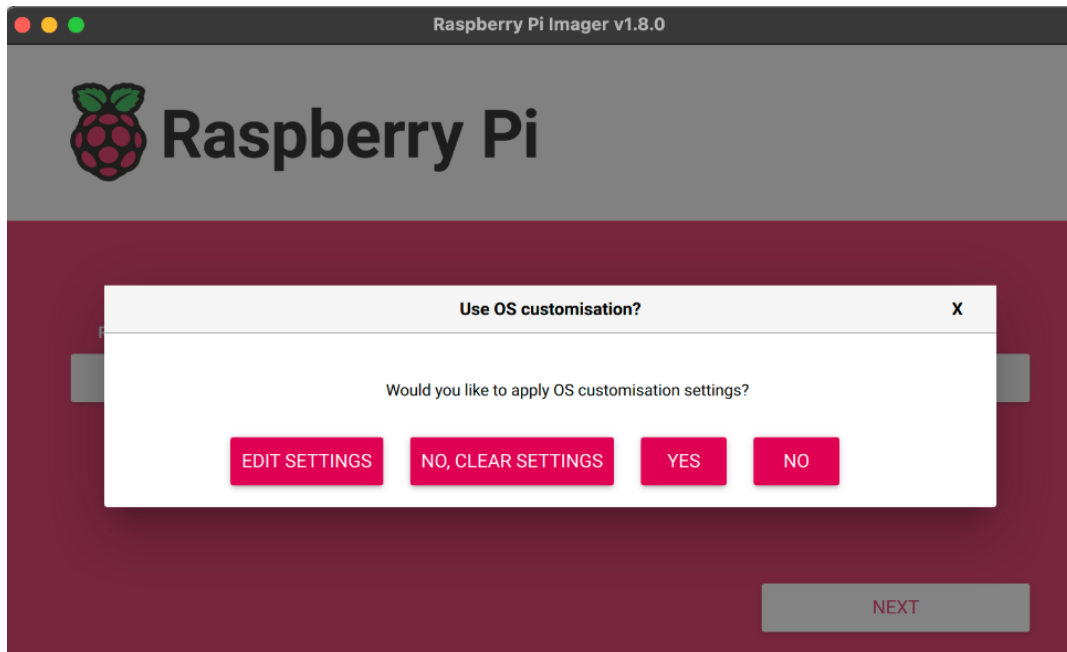 Raspberry Pi Imager v1.8.0
Raspberry Pi
Use OS customisation?
X
Would you like to apply OS customisation settings?
EDIT SETTINGS
NO, CLEAR SETTINGS
YES
NO
NEXT